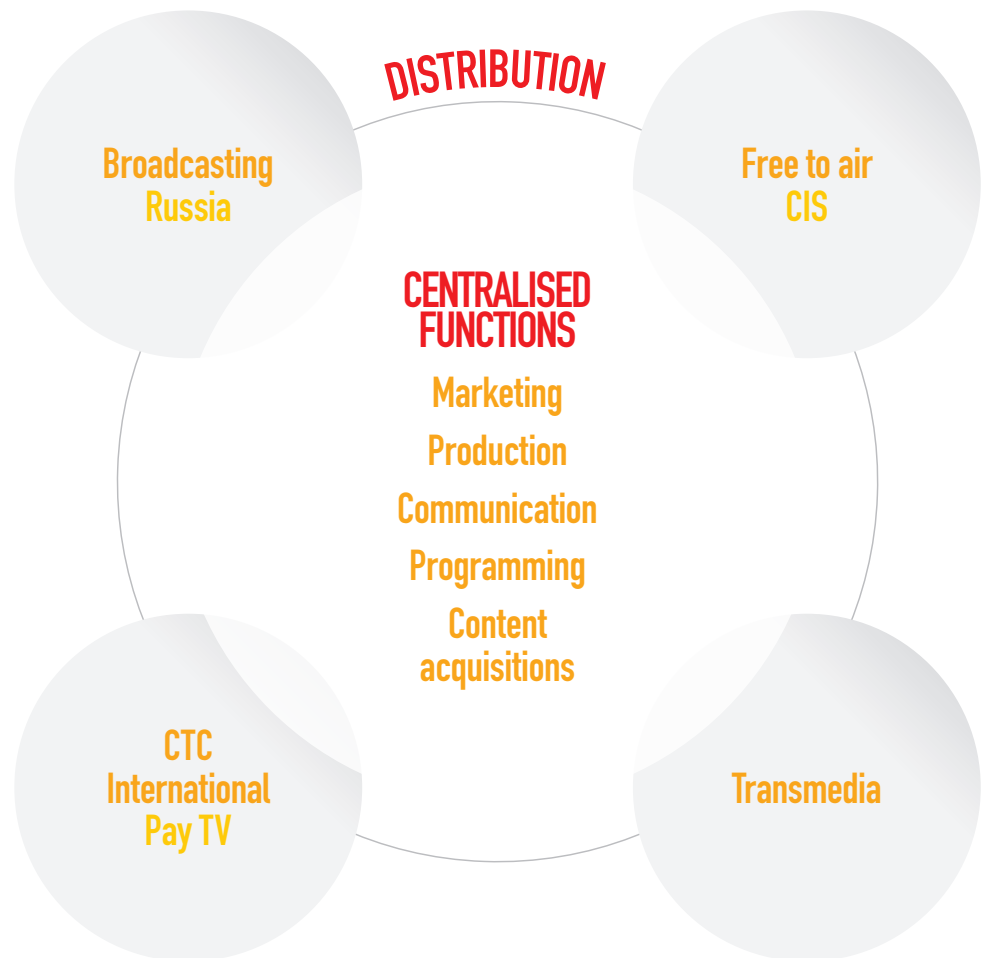 DISTRIBUTION
Broadcasting
Russia
Free to air
CIS
CENTRALISED
FUNCTIONS
Marketing
Production
Communication
Programming
Content
acquisitions
CTC
International
Pay TV
Transmedia